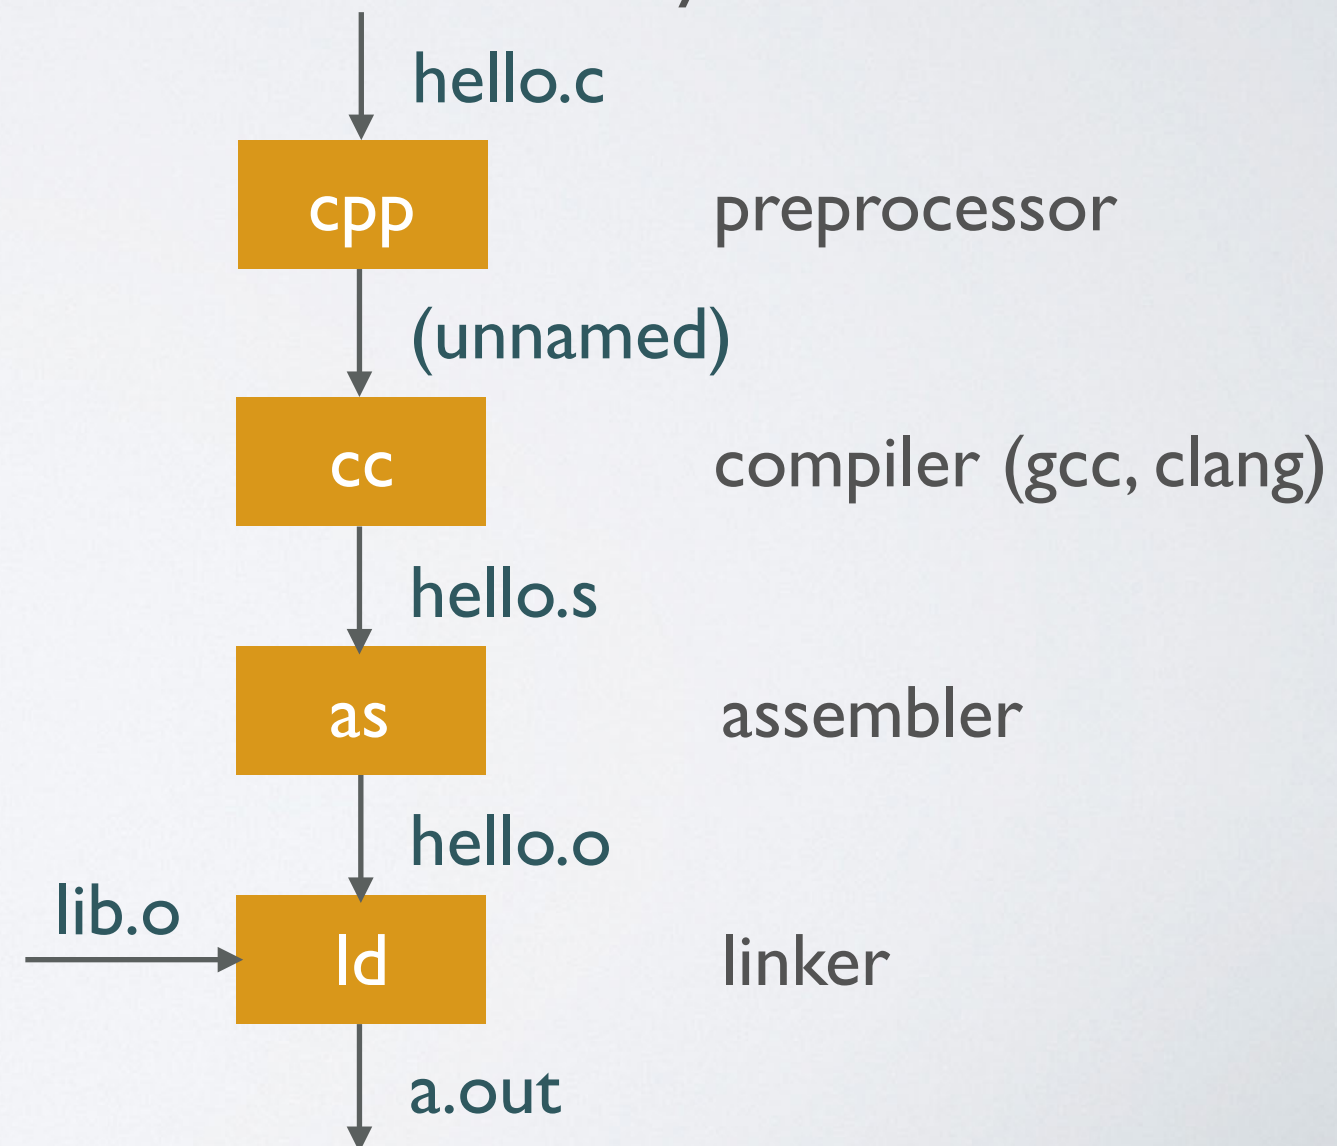 hello.c
cpp preprocessor
(unnamed)
cc compiler (gcc, clang)
hello.s
as assembler
hello.o
lib.o
ld linker
a.out